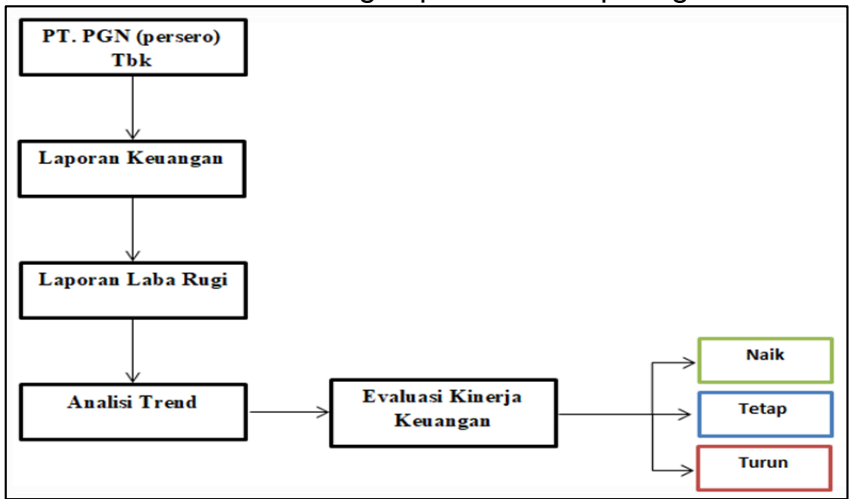 PT. PGN (persero)
Tbk
Laporan Keuangan
Laporan Laba Rugi
Analisi Trend
Evaluasi Kinerja
Keuangan
Naik
Tetap
Turun